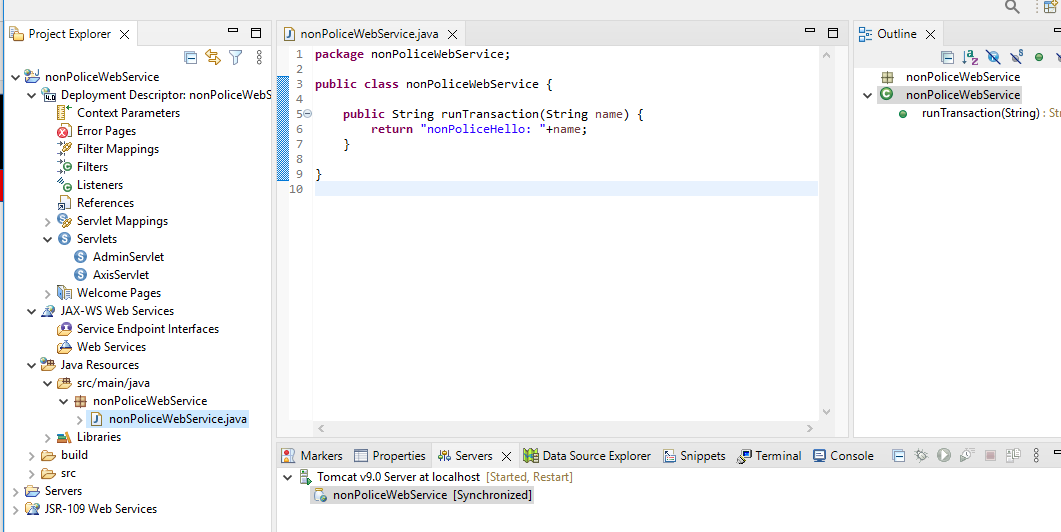 Project Explorer
nonPoliceWebService
Deployment Descriptor: nonPoliceWebS
Context Parameters
Error Pages
Filter Mappings
Filters
Listeners
References
Servlet Mappings
Servlets
AdminServlet
AxisServlet
Welcome Pages
JAX-WS Web Services
Service Endpoint Interfaces
Web Services
Java Resources
src/main/java
nonPoliceWebService
nonPoliceWebService.java
Libraries
build
src
Servers
JSR-109 Web Services
nonPoliceWebService.java
1 package nonPoliceWebService;
2
3 public class nonPoliceWebService {
4
5 public String runTransaction(String name) {
6 return "nonPoliceHello: "+name;
7 }
8
9 }
10
Outline
nonPoliceWebService
nonPoliceWebService
runTransaction(String) : St
Markers Properties Servers Data Source Explorer Snippets Terminal Console
Tomcat v9.0 Server at localhost [Started, Restart]
nonPoliceWebService [Synchronized]